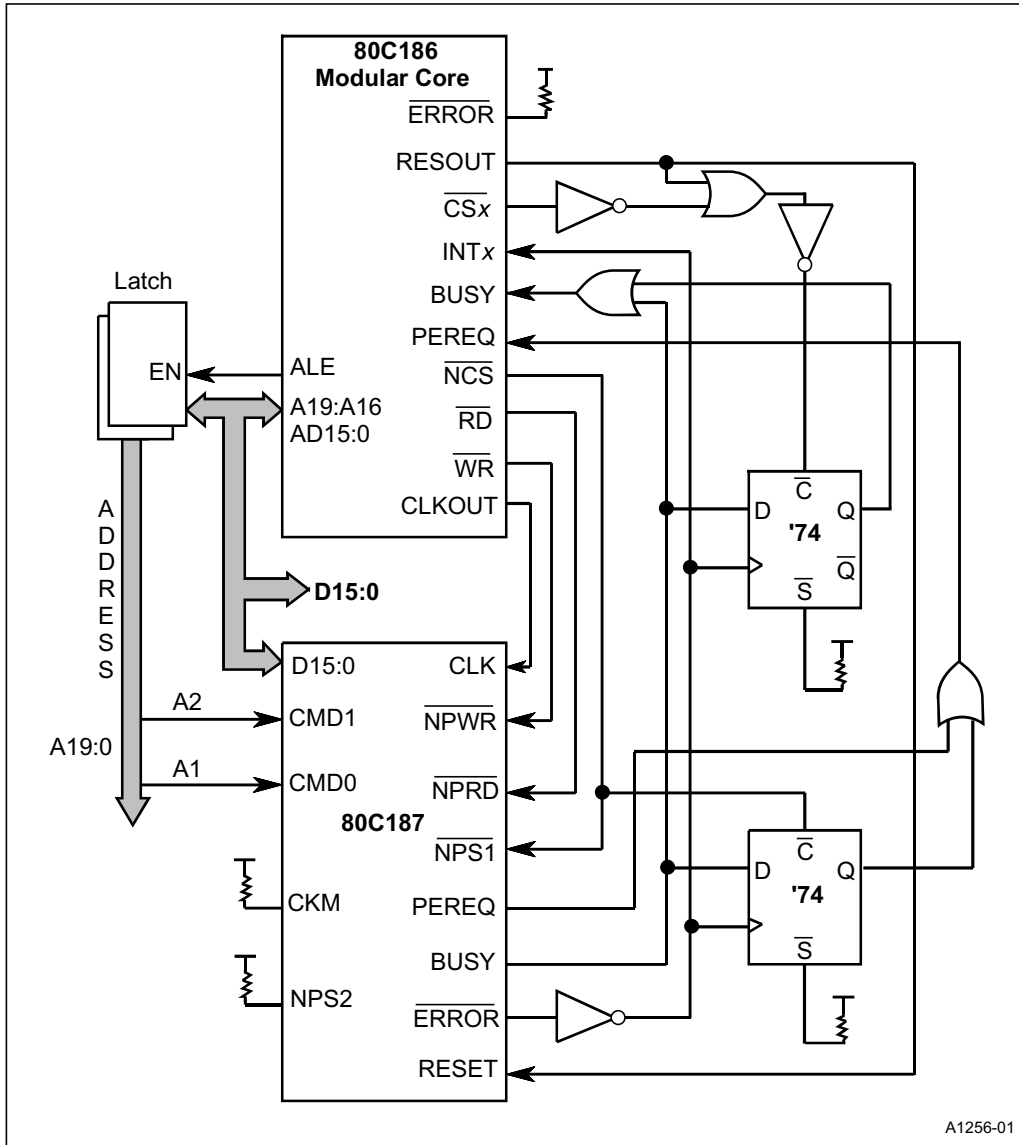 80C186
Modular Core
ERROR
RESOUT
CSx
INTx
BUSY
PEREQ
NCS
RD
WR
CLKOUT
ALE
A19:A16
AD15:0
Latch
EN
ADDRESS
D15:0
A2
A1
A19:0
C
D
Q
'74
Q
S
D15:0
CLK
CMD1
NPWR
CMD0
NPRD
80C187
NPS1
CKM
PEREQ
BUSY
NPS2
ERROR
RESET
C
D
Q
'74
S
A1256-01